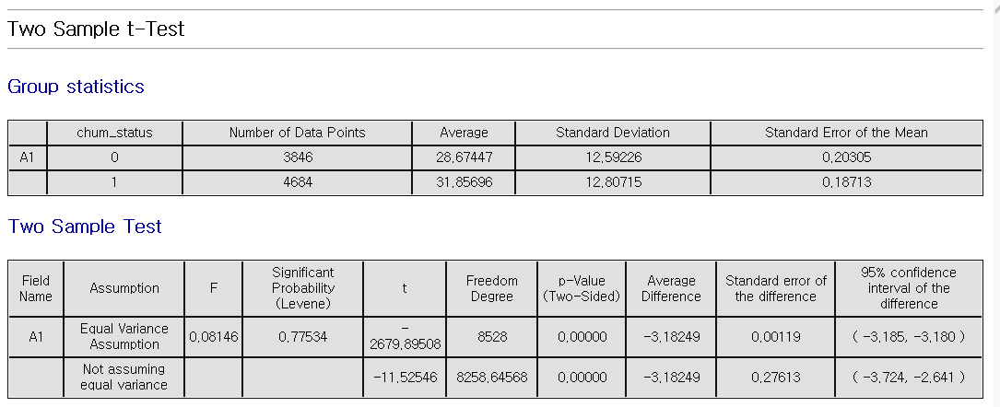 Two Sample t-Test
Group statistics
chum_status Number of Data Points Average Standard Deviation Standard Error of the Mean
A1 0 3846 28,67447 12,59226 0,20305
1 4684 31,85696 12,80715 0,18713
Two Sample Test
Field Name Assumption F Significant Probability (Levene) t Freedom Degree p-Value (Two-Sided) Average Difference Standard error of the difference 95% confidence interval of the difference
A1 Equal Variance Assumption 0,08146 0,77534 -2679,89508 8528 0,00000 -3,18249 0,00119 ( -3,185, -3,180 )
Not assuming equal variance -11,52546 8258,64568 0,00000 -3,18249 0,27613 ( -3,724, -2,641 )